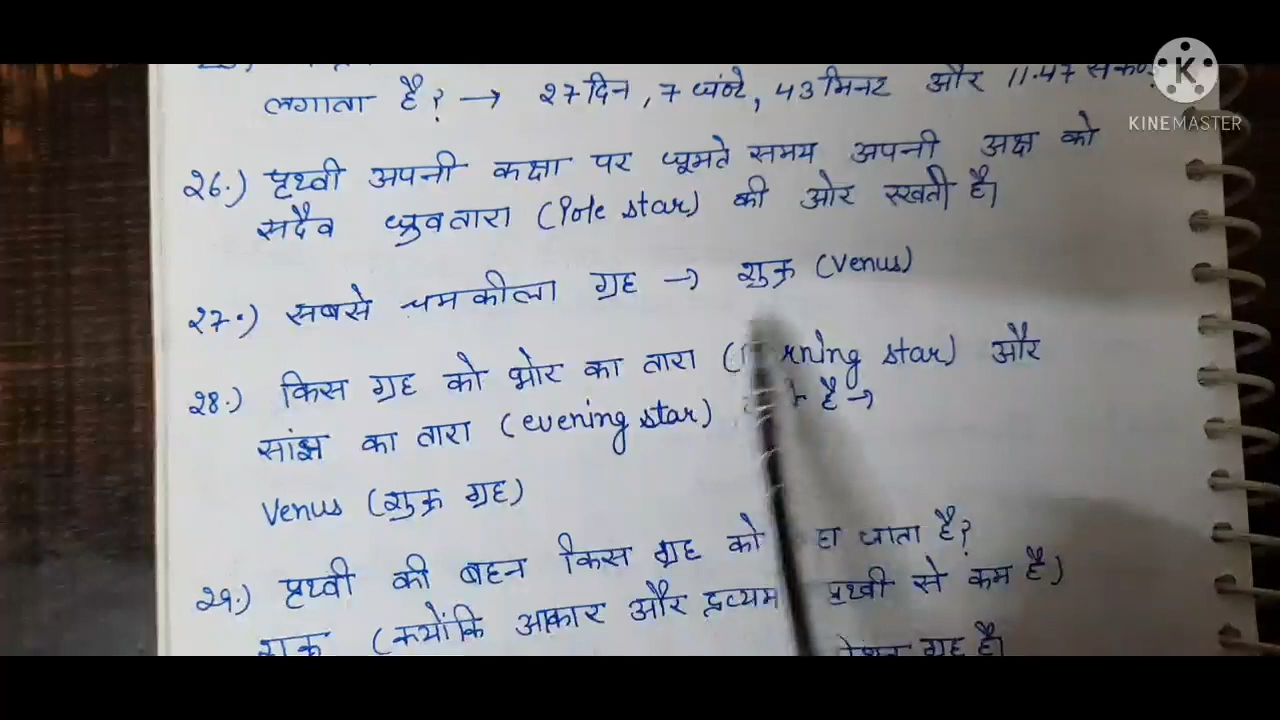 लगाता है? → 27 दिन, 7 घंटे, 43 मिनट और 11.47 सेकण्ड
KINEMASTER
26.) पृथ्वी अपनी कक्षा पर घूमते समय अपनी अक्ष को
सदैव ध्रुवतारा (Pole star) की ओर रखती है।
27.) सबसे चमकीला ग्रह → शुक्र (Venus)
28.) किस ग्रह को भोर का तारा (rning star) और
सांझ का तारा (evening star) है →
Venus (शुक्र ग्रह)
29.) पृथ्वी की बहन किस ग्रह को जाता है?
शुक्र (क्योंकि आकार और द्रव्यमा पृथ्वी से कम है)
ग्रह है।